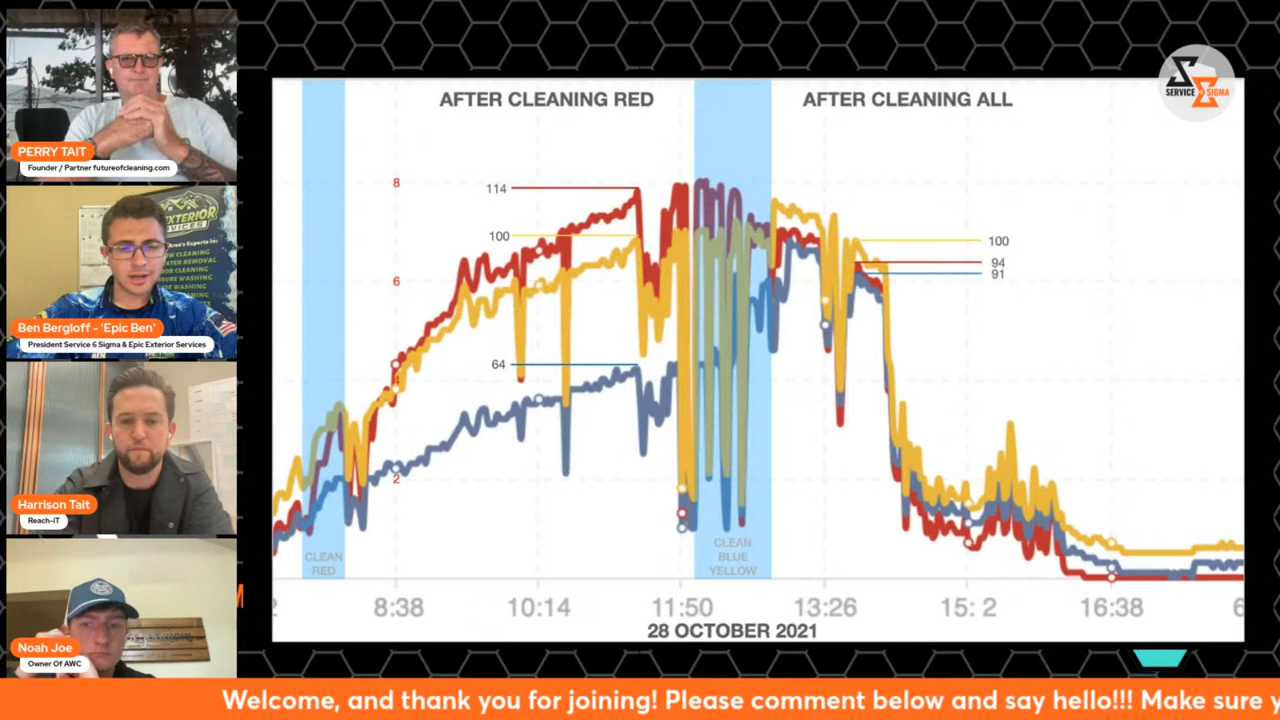 PERRY TAIT
Founder / Partner futureofcleaning.com
EXTERIOR
Ben Bergloff - 'Epic Ben'
President Service 6 Sigma & Epic Exterior Services
Harrison Tait
Reach-iT
Noah Joe
Owner Of AWC
SERVICE SIGMA
AFTER CLEANING RED
AFTER CLEANING ALL
8
114
100
100
94
91
6
64
2
CLEAN
RED
CLEAN
BLUE
YELLOW
8:38
10:14
11:50
13:26
15: 2
16:38
6
28 OCTOBER 2021
Welcome, and thank you for joining! Please comment below and say hello!!! Make sure y